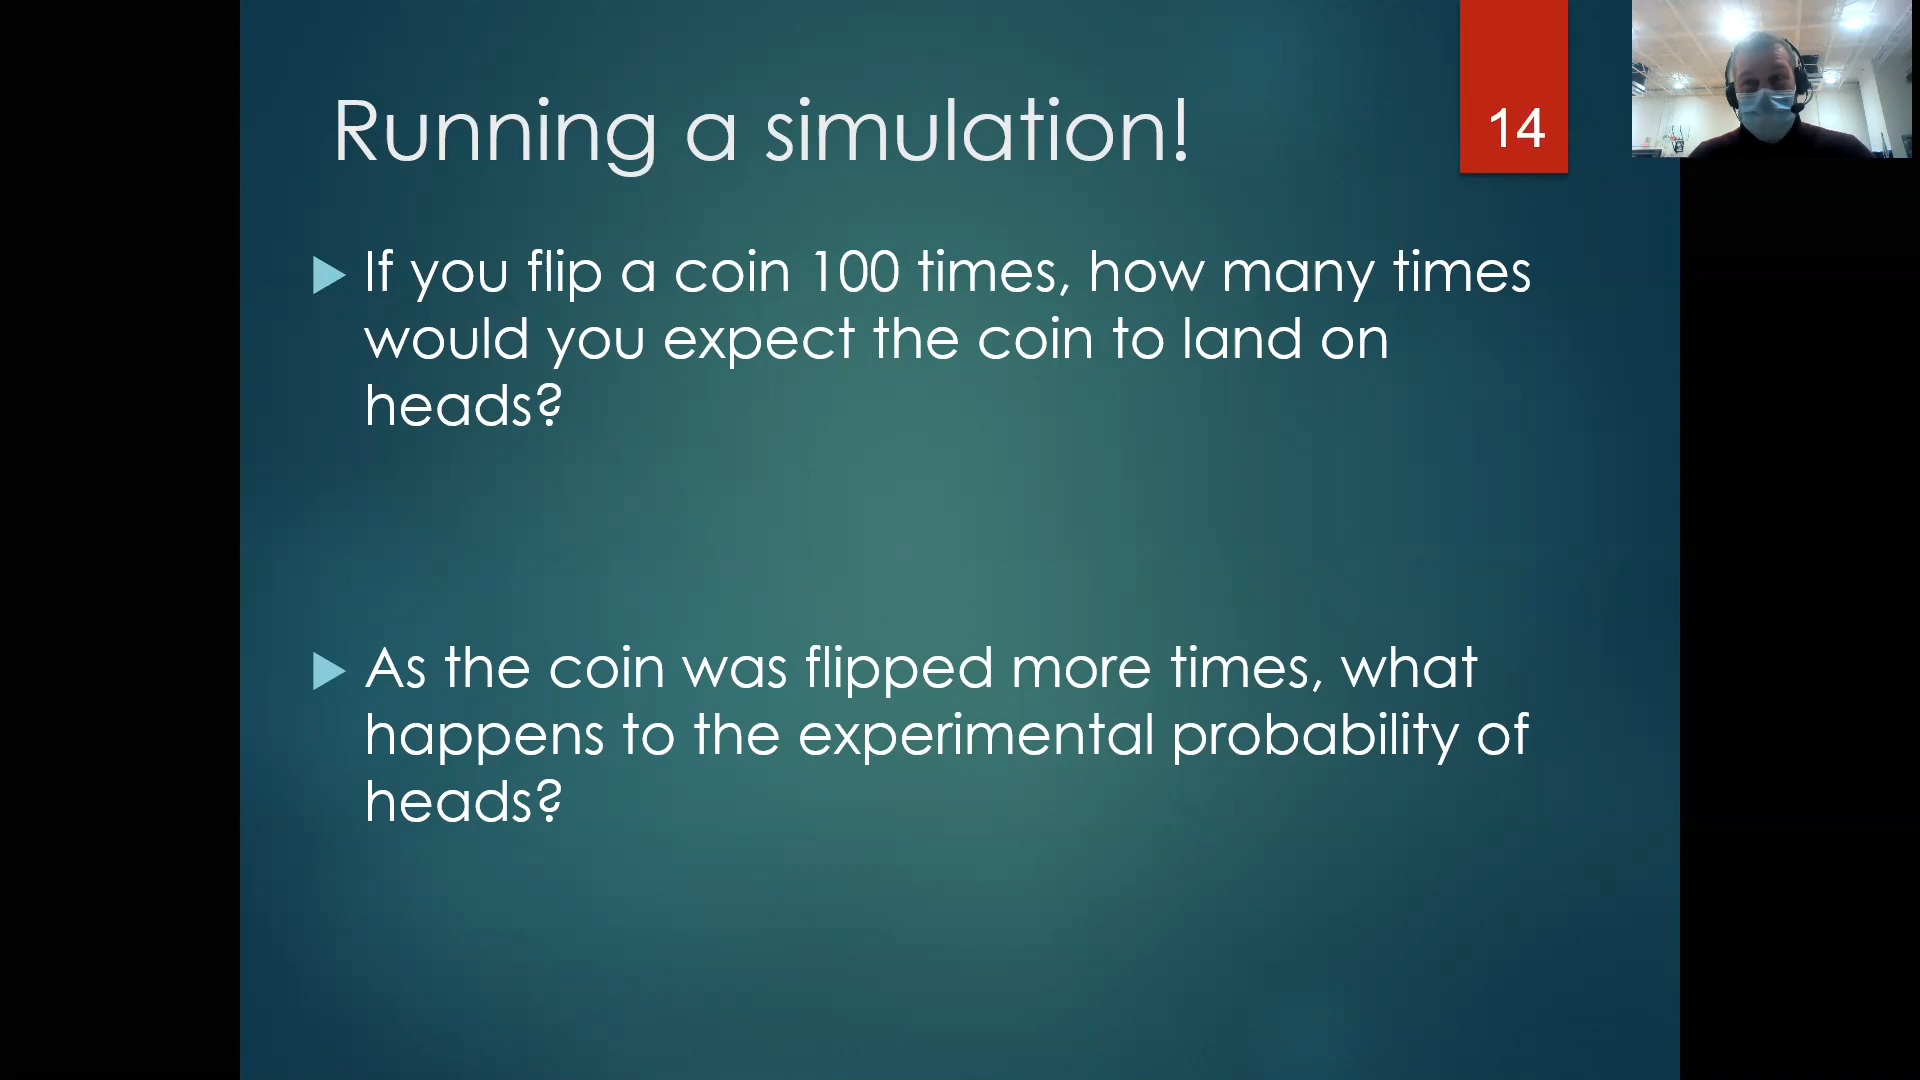 Running a simulation!
14
If you flip a coin 100 times, how many times
would you expect the coin to land on
heads?
As the coin was flipped more times, what
happens to the experimental probability of
heads?